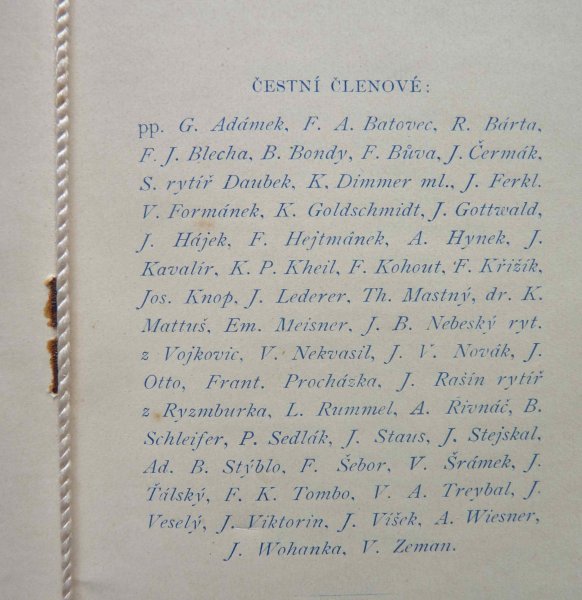 ČESTNÍ ČLENOVÉ:
pp. G. Adámek, F. A. Batovec, R. Bárta,
F. J. Blecha, B. Bondy, F. Bůva, J. Čermák,
S. rytíř Daubek, K. Dimmer ml., J. Ferkl.
V. Formánek, K. Goldschmidt, J. Gottwald,
J. Hájek, F. Hejtmánek, A. Hynek, J.
Kavalír, K. P. Kheil, F. Kohout, F. Křižík,
Jos. Knop, J. Lederer, Th. Mastný, dr. K.
Mattuš, Em. Meisner, J. B. Nebeský ryt.
z Vojkovic, V. Nekvasil, J. V. Novák, J.
Otto, Frant. Procházka, J. Rašín rytíř
z Ryzmburka, L. Rummel, A. Řivnáč, B.
Schleifer, P. Sedlák, J. Staus, J. Stejskal,
Ad. B. Stýblo, F. Šebor, V. Šrámek, J.
Ťálský, F. K. Tombo, V. A. Treybal, J.
Veselý, J. Viktorin, J. Víšek, A. Wiesner,
J. Wohanka, V. Zeman.